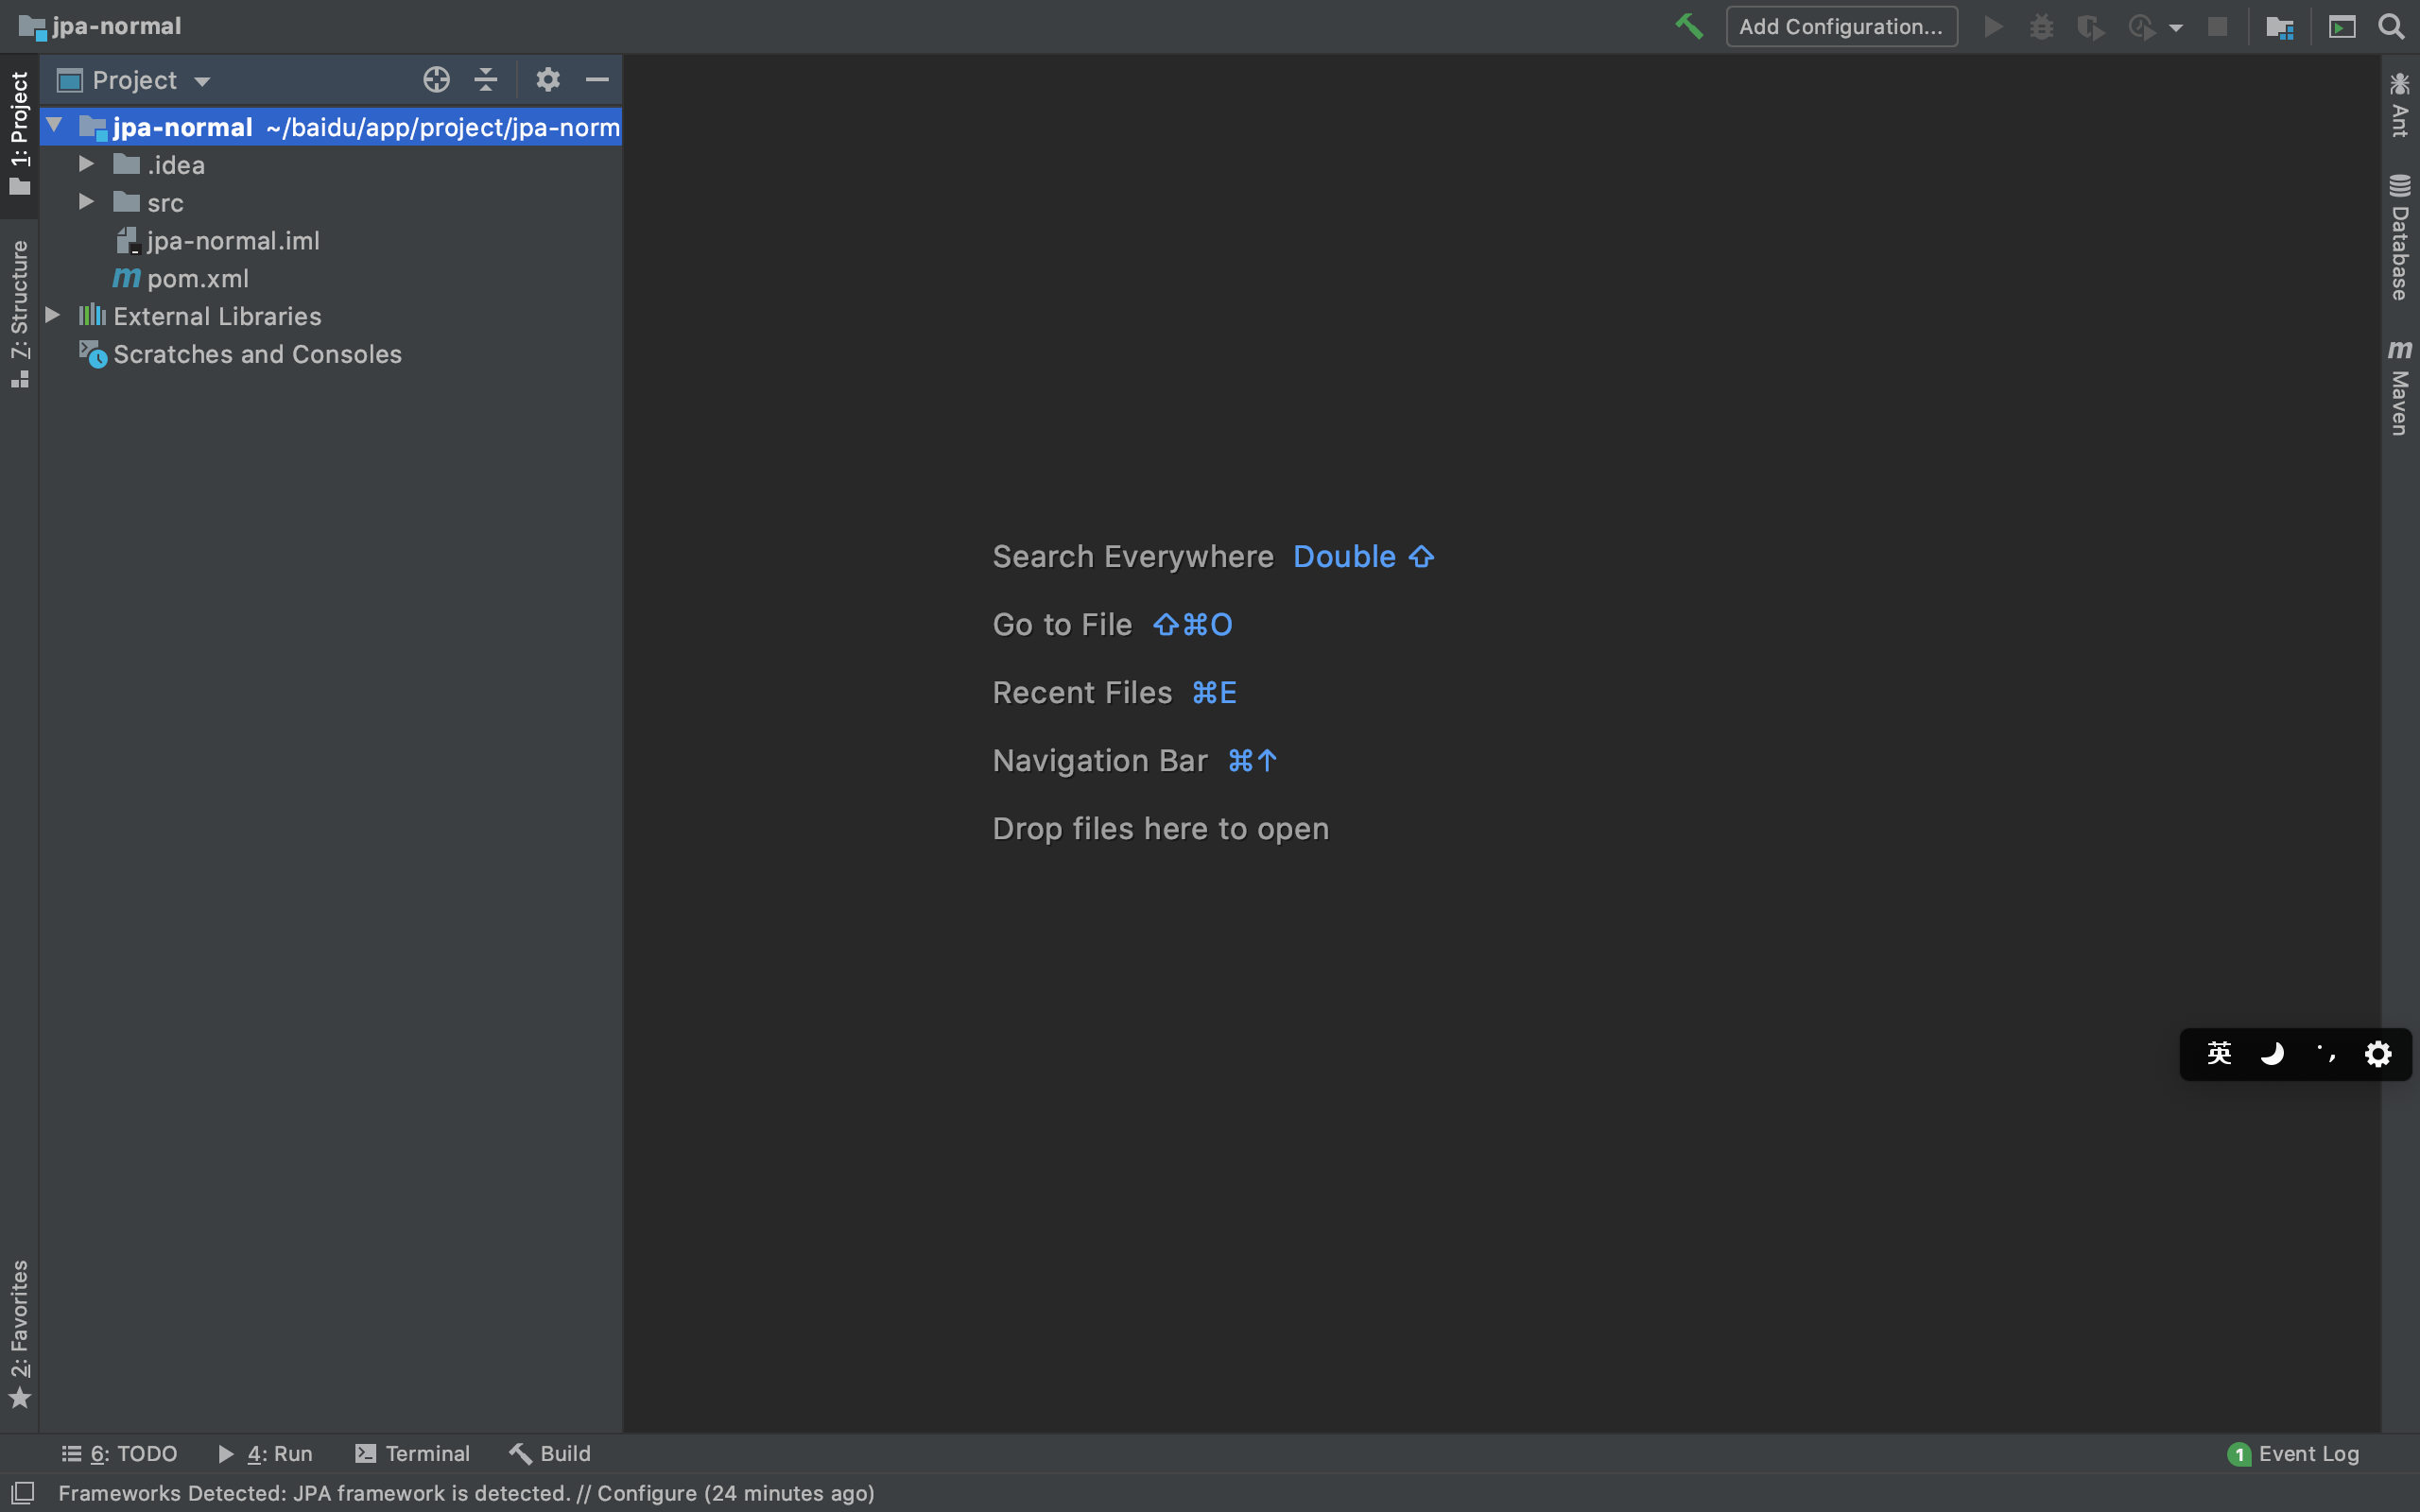 jpa-normal
Add Configuration...
Project
jpa-normal ~/baidu/app/project/jpa-norm
.idea
src
jpa-normal.iml
pom.xml
External Libraries
Scratches and Consoles
1: Project
7: Structure
2: Favorites
Search Everywhere Double ⇧
Go to File ⇧⌘O
Recent Files ⌘E
Navigation Bar ⌘↑
Drop files here to open
Ant
Database
m Maven
英
6: TODO
4: Run
Terminal
Build
1 Event Log
Frameworks Detected: JPA framework is detected. // Configure (24 minutes ago)